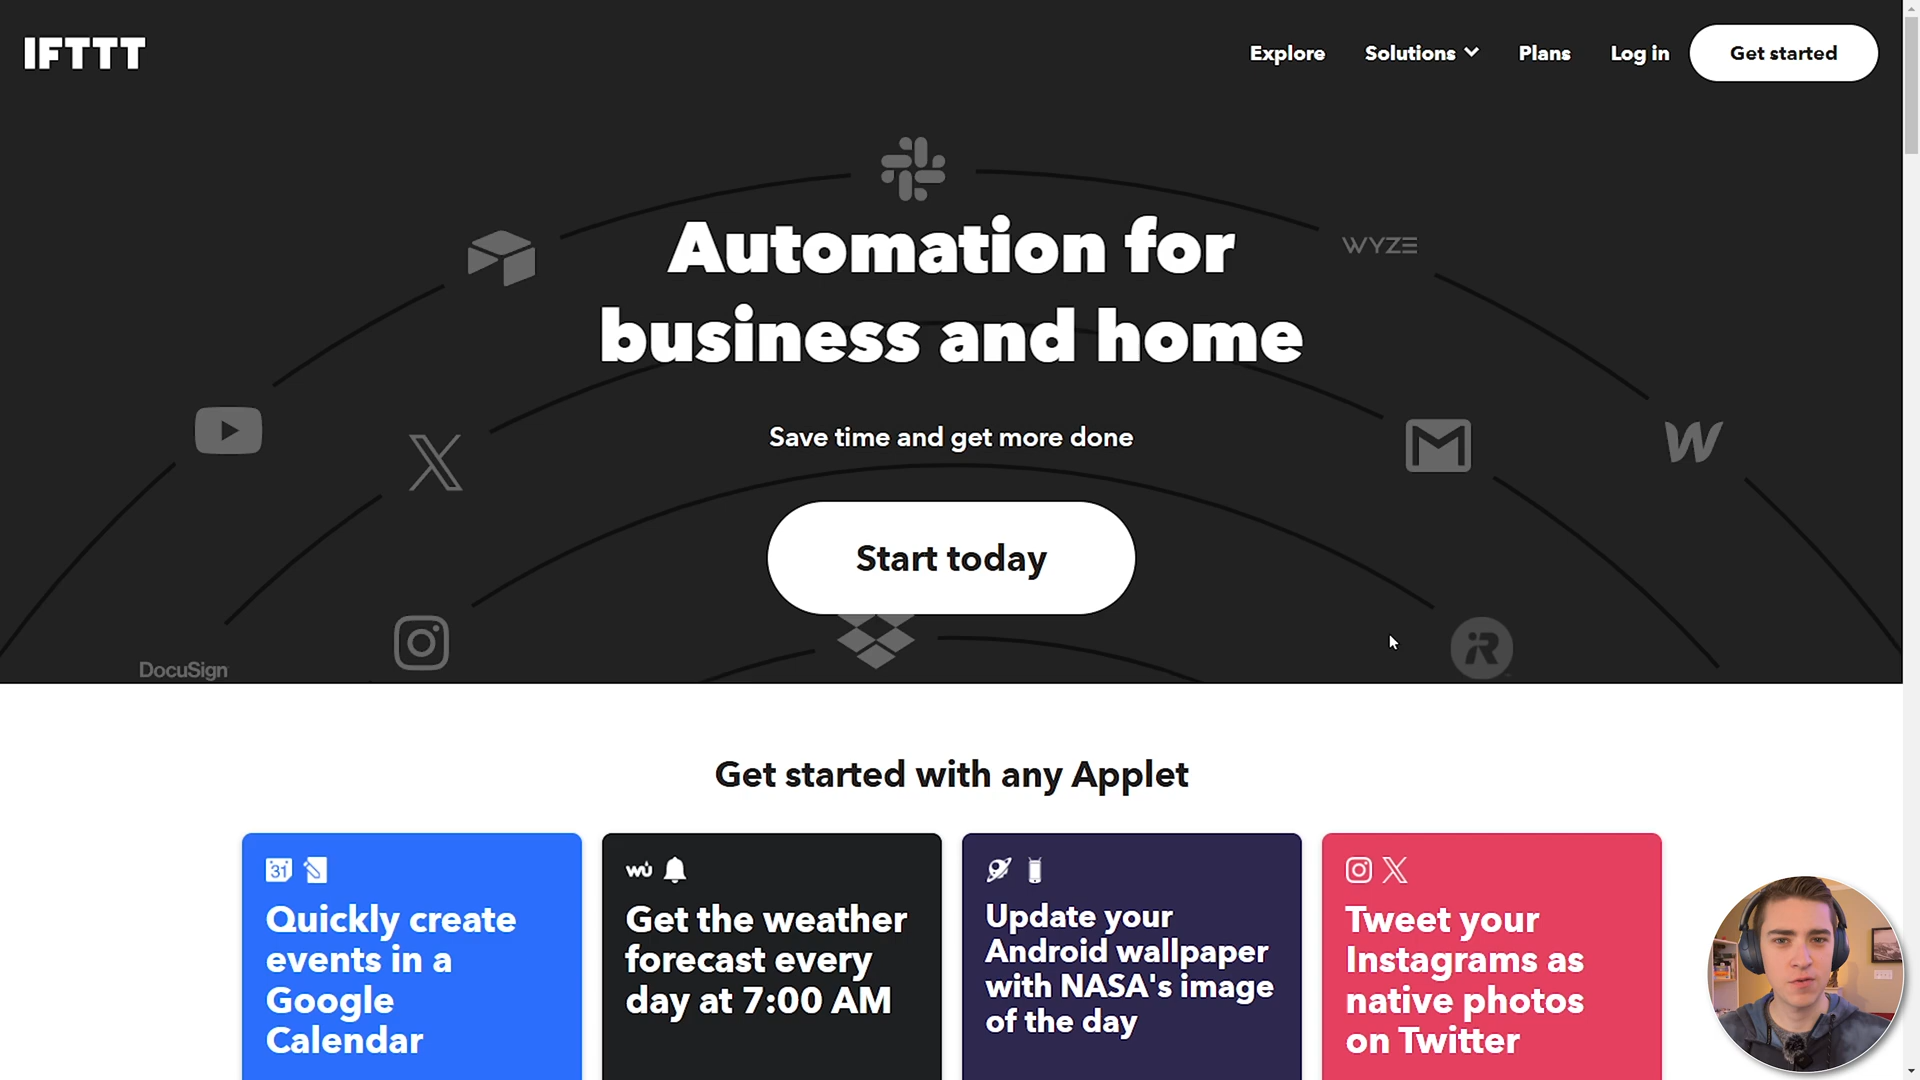 IFTTT
Explore
Solutions
Plans
Log in
Get started
WYZE
Automation for
business and home
Save time and get more done
Start today
DocuSign
Get started with any Applet
31
Quickly create
events in a
Google
Calendar
wu
Get the weather
forecast every
day at 7:00 AM
Update your
Android wallpaper
with NASA's image
of the day
Tweet your
Instagrams as
native photos
on Twitter